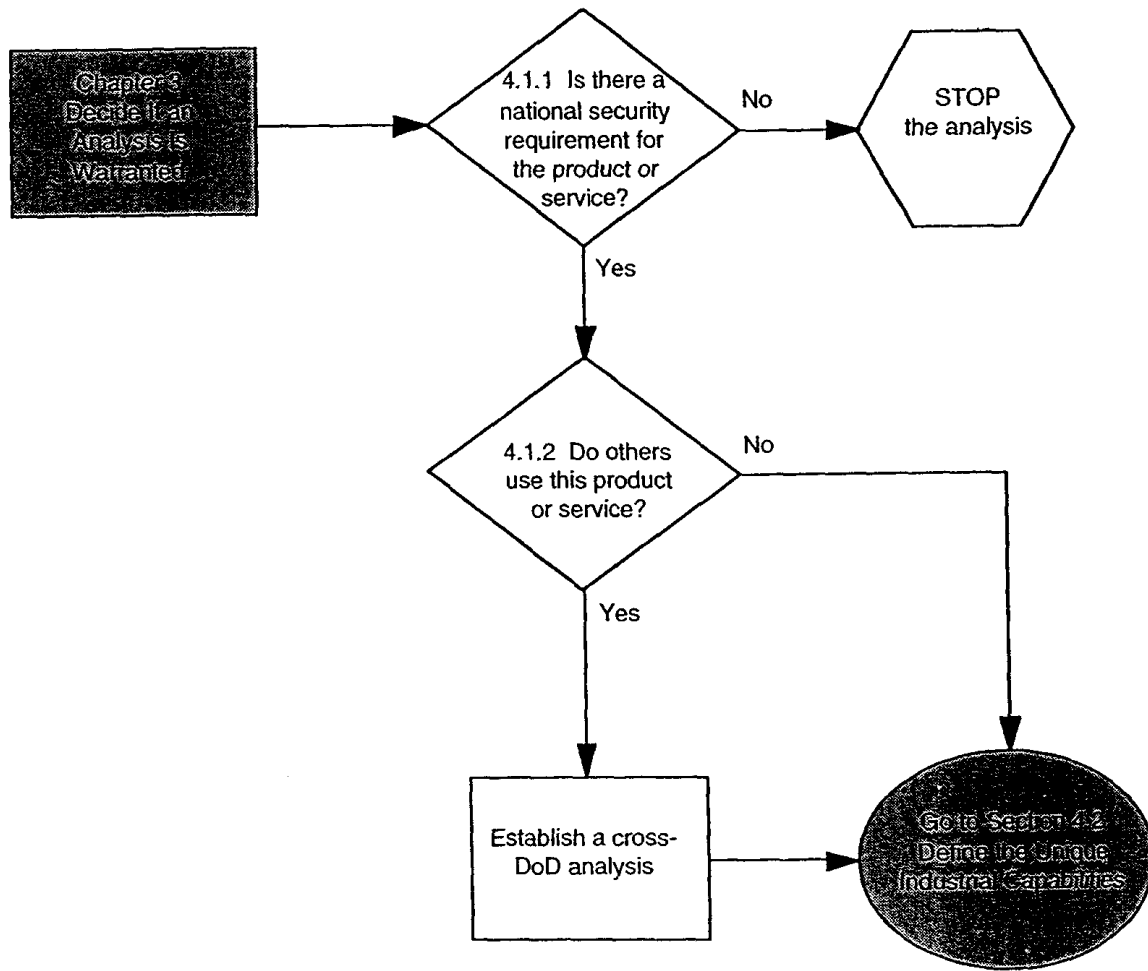 Chapter 3
Decide if an
Analysis is
Warranted
4.1.1 Is there a
national security
requirement for
the product or
service?
No
STOP
the analysis
Yes
4.1.2 Do others
use this product
or service?
No
Yes
Establish a cross-
DoD analysis
Go to Section 4.2
Define the Unique
Industrial Capabilities